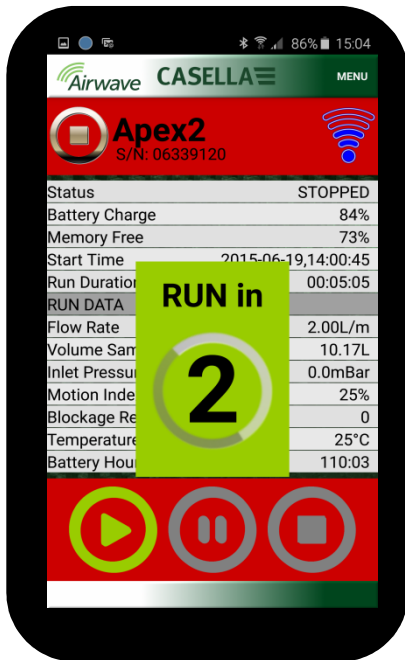 86% 15:04
Airwave CASELLA MENU
Apex2
S/N: 06339120
Status STOPPED
Battery Charge 84%
Memory Free 73%
Start Time 2015-06-19,14:00:45
Run Duration 00:05:05
RUN in
RUN DATA
Flow Rate 2.00L/m
2
Volume Sam 10.17L
Inlet Pressu 0.0mBar
Motion Inde 25%
Blockage Re 0
Temperature 25°C
Battery Hou 110:03